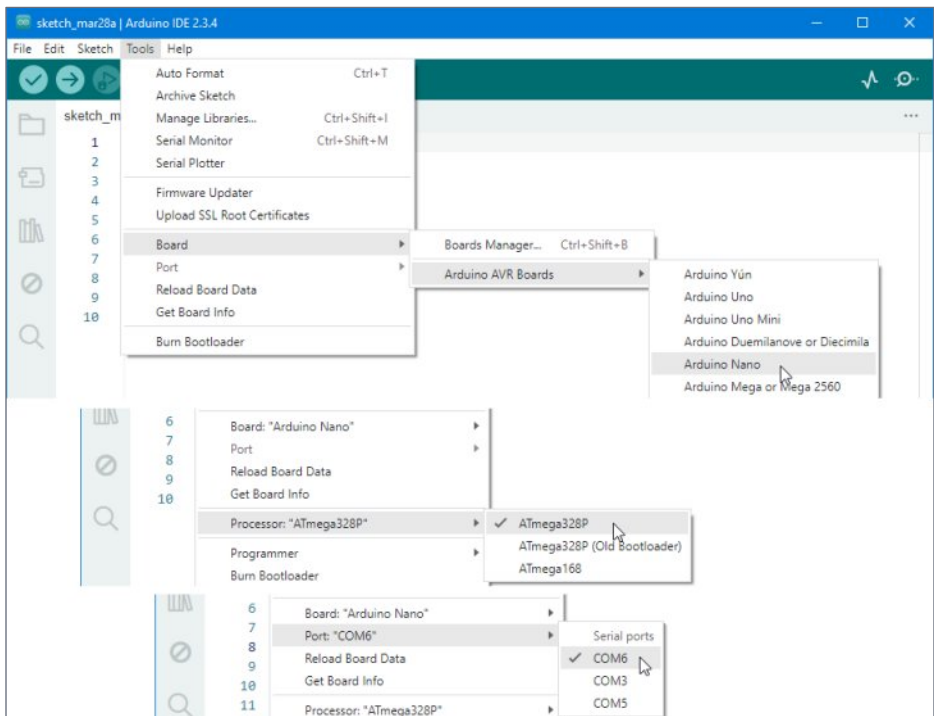 sketch_mar28a | Arduino IDE 2.3.4
File Edit Sketch Tools Help
sketch_m
Auto Format Ctrl+T
Archive Sketch
Manage Libraries... Ctrl+Shift+I
Serial Monitor Ctrl+Shift+M
Serial Plotter
Firmware Updater
Upload SSL Root Certificates
Board
Port
Reload Board Data
Get Board Info
Burn Bootloader
1
2
3
4
5
6
7
8
9
10
Boards Manager... Ctrl+Shift+B
Arduino AVR Boards
Arduino Yún
Arduino Uno
Arduino Uno Mini
Arduino Duemilanove or Diecimila
Arduino Nano
Arduino Mega or Mega 2560
6
7
8
9
10
Board: "Arduino Nano"
Port
Reload Board Data
Get Board Info
Processor: "ATmega328P"
Programmer
Burn Bootloader
ATmega328P
ATmega328P (Old Bootloader)
ATmega168
6
7
8
9
10
11
Board: "Arduino Nano"
Port: "COM6"
Reload Board Data
Get Board Info
Processor: "ATmega328P"
Serial ports
COM6
COM3
COM5